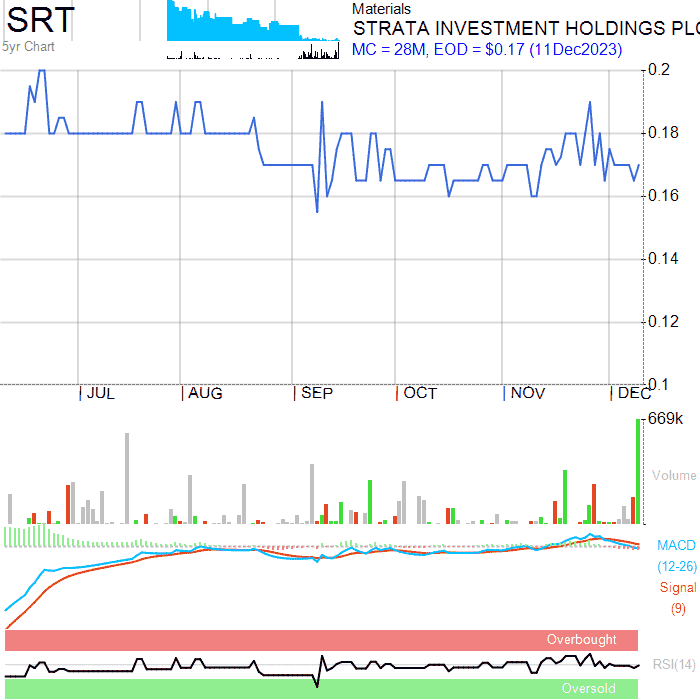 SRT
5yr Chart
Materials
STRATA INVESTMENT HOLDINGS PLC
MC = 28M, EOD = $0.17 (11Dec2023)
0.2
0.18
0.16
0.14
0.12
0.1
JUL
AUG
SEP
OCT
NOV
DEC
669k
Volume
MACD
(12-26)
Signal
(9)
Overbought
RSI(14)
Oversold